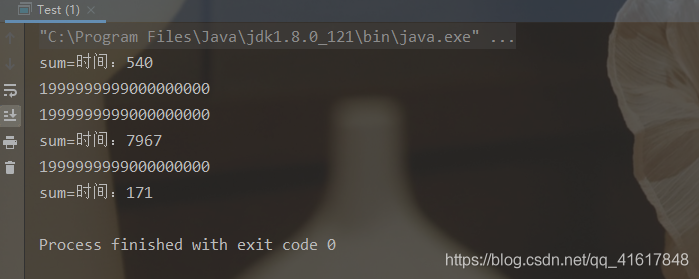 Test (1) ×
"C:\Program Files\Java\jdk1.8.0_121\bin\java.exe" ...
sum=时间：540
1999999999000000000
1999999999000000000
sum=时间：7967
1999999999000000000
sum=时间：171
Process finished with exit code 0
https://blog.csdn.net/qq_41617848